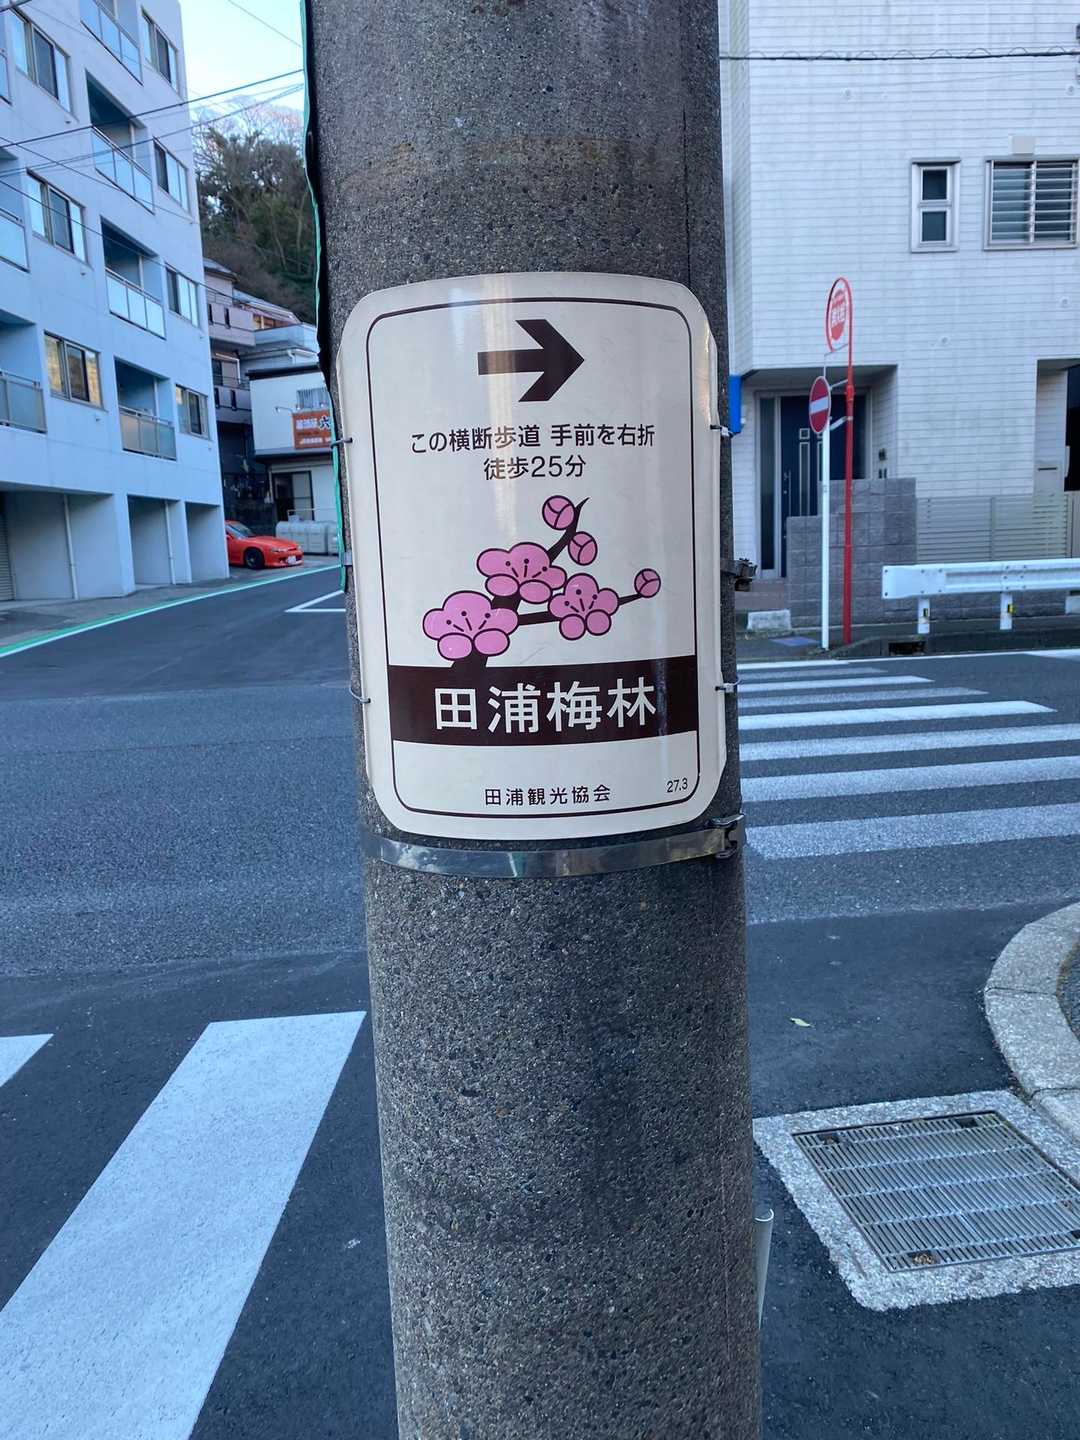 この横断歩道 手前を右折
徒歩25分
田浦梅林
田浦観光協会
27.3